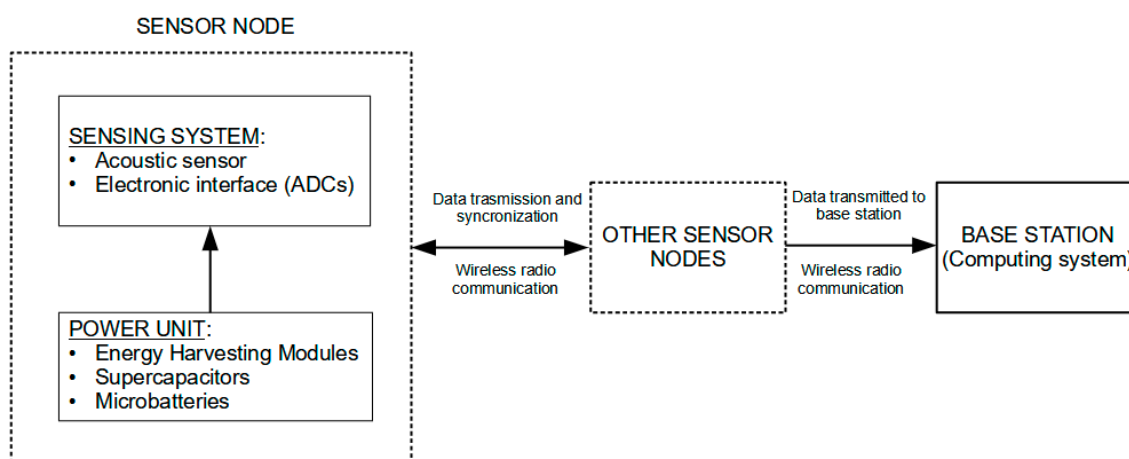 SENSOR NODE
SENSING SYSTEM:
• Acoustic sensor
• Electronic interface (ADCs)
POWER UNIT:
• Energy Harvesting Modules
• Supercapacitors
• Microbatteries
Data trasmission and
syncronization
Wireless radio
communication
OTHER SENSOR
NODES
Data transmitted to
base station
Wireless radio
communication
BASE STATION
(Computing system)